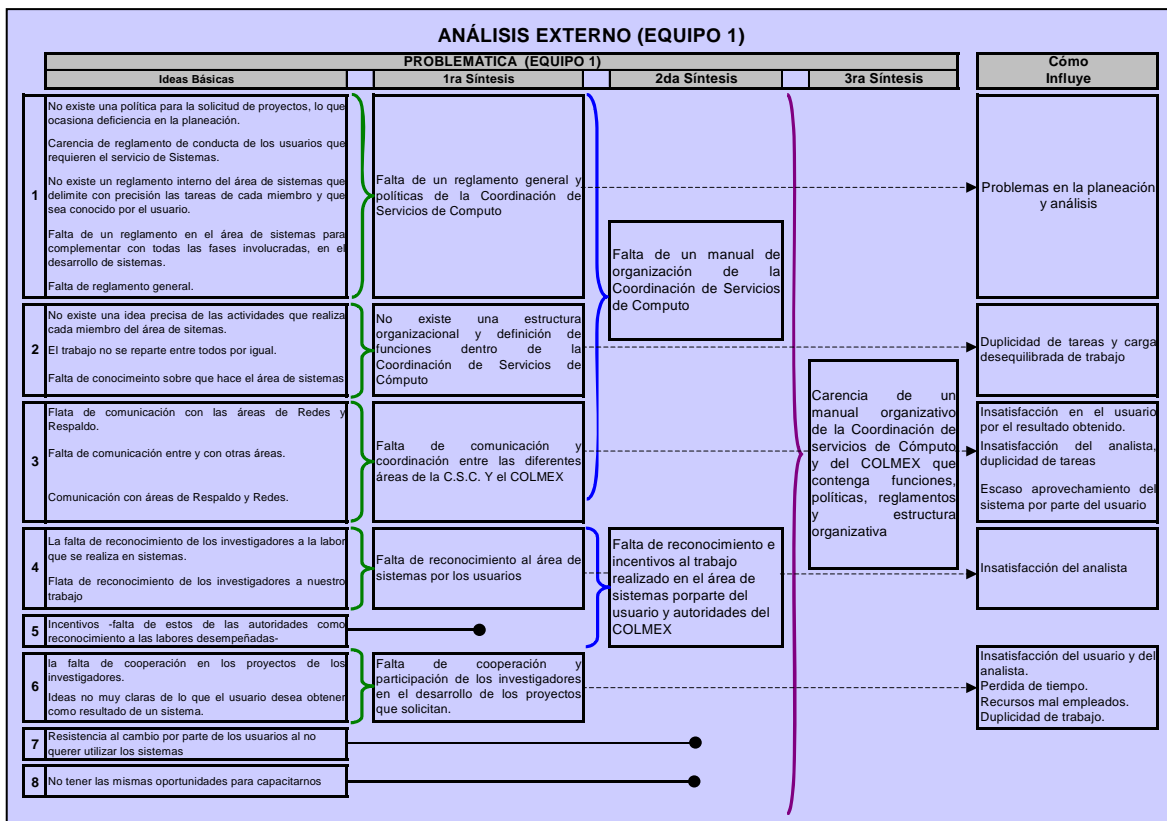 ANÁLISIS EXTERNO (EQUIPO 1)
PROBLEMÁTICA (EQUIPO 1)
Ideas Básicas
1ra Síntesis
2da Síntesis
3ra Síntesis
Cómo
Influye
1
No existe una política para la solicitud de proyectos, lo que
ocasiona deficiencia en la planeación.
Carencia de reglamento de conducta de los usuarios que
requieren el servicio de Sistemas.
No existe un reglamento interno del área de sistemas que
delimite con precisión las tareas de cada miembro y que
sea conocido por el usuario.
Falta de un reglamento en el área de sistemas para
complementar con todas las fases involucradas, en el
desarrollo de sistemas.
Falta de reglamento general.
Falta de un reglamento general y
políticas de la Coordinación de
Servicios de Computo
Problemas en la planeación
y análisis
Falta de un manual de
organización de la
Coordinación de Servicios
de Computo
2
No existe una idea precisa de las actividades que realiza
cada miembro del área de sitemas.
El trabajo no se reparte entre todos por igual.
Falta de conocimeinto sobre que hace el área de sistemas
No existe una estructura
organizacional y definición de
funciones dentro de la
Coordinación de Servicios de
Cómputo
Duplicidad de tareas y carga
desequilibrada de trabajo
3
Flata de comunicación con las áreas de Redes y
Respaldo.
Falta de comunicación entre y con otras áreas.
Comunicación con áreas de Respaldo y Redes.
Falta de comunicación y
coordinación entre las diferentes
áreas de la C.S.C. Y el COLMEX
Carencia de un
manual organizativo
de la Coordinación de
servicios de Cómputo
y del COLMEX que
contenga funciones,
políticas, reglamentos
y estructura
organizativa
Insatisfacción en el usuario
por el resultado obtenido.
Insatisfacción del analista,
duplicidad de tareas
Escaso aprovechamiento del
sistema por parte del usuario
4
La falta de reconocimiento de los investigadores a la labor
que se realiza en sistemas.
Flata de reconocimiento de los investigadores a nuestro
trabajo
Falta de reconocimiento al área de
sistemas por los usuarios
Falta de reconocimiento e
incentivos al trabajo
realizado en el área de
sistemas porparte del
usuario y autoridades del
COLMEX
Insatisfacción del analista
5
Incentivos -falta de estos de las autoridades como
reconocimiento a las labores desempeñadas-
6
la falta de cooperación en los proyectos de los
investigadores.
Ideas no muy claras de lo que el usuario desea obtener
como resultado de un sistema.
Falta de cooperación y
participación de los investigadores
en el desarrollo de los proyectos
que solicitan.
Insatisfacción del usuario y del
analista.
Perdida de tiempo.
Recursos mal empleados.
Duplicidad de trabajo.
7
Resistencia al cambio por parte de los usuarios al no
querer utilizar los sistemas
8
No tener las mismas oportunidades para capacitarnos